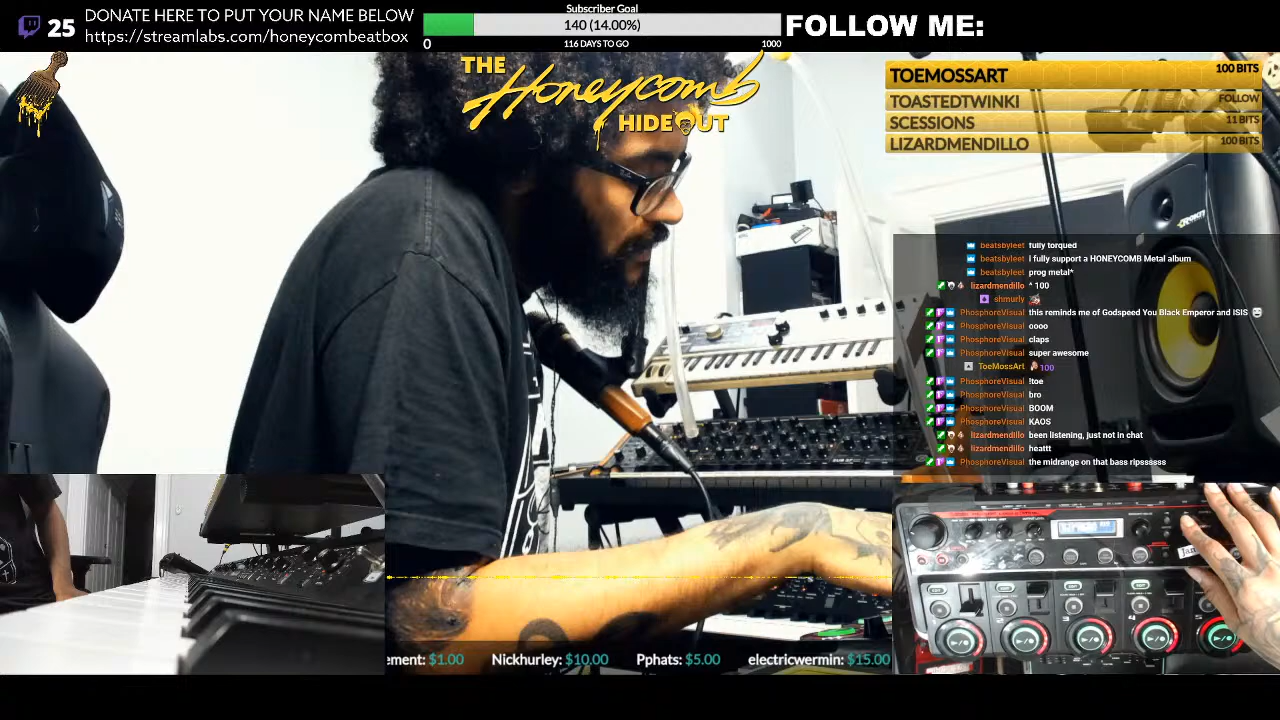 25
DONATE HERE TO PUT YOUR NAME BELOW
https://streamlabs.com/honeycombeatbox
Subscriber Goal
140 (14.00%)
0
116 DAYS TO GO
1000
FOLLOW ME:
THE
Honeycomb
HIDEOUT
TOEMOSSART 100 BITS
TOASTEDTWINKI FOLLOW
SCESSIONS 11 BITS
LIZARDMENDILLO 100 BITS
ROKIT
beatsbyleet fully torqued
beatsbyleet I fully support a HONEYCOMB Metal album
beatsbyleet prog metal*
lizardmendillo ^ 100
shmurly
PhosphoreVisual this reminds me of Godspeed You Black Emperor and ISIS
PhosphoreVisual oooo
PhosphoreVisual claps
PhosphoreVisual super awesome
ToeMossArt 100
PhosphoreVisual !toe
PhosphoreVisual bro
PhosphoreVisual BOOM
PhosphoreVisual KAOS
lizardmendillo been listening, just not in chat
lizardmendillo heattt
PhosphoreVisual the midrange on that bass ripssssss
ement: $1.00 Nickhurley: $10.00 Pphats: $5.00 electricwermin: $15.00